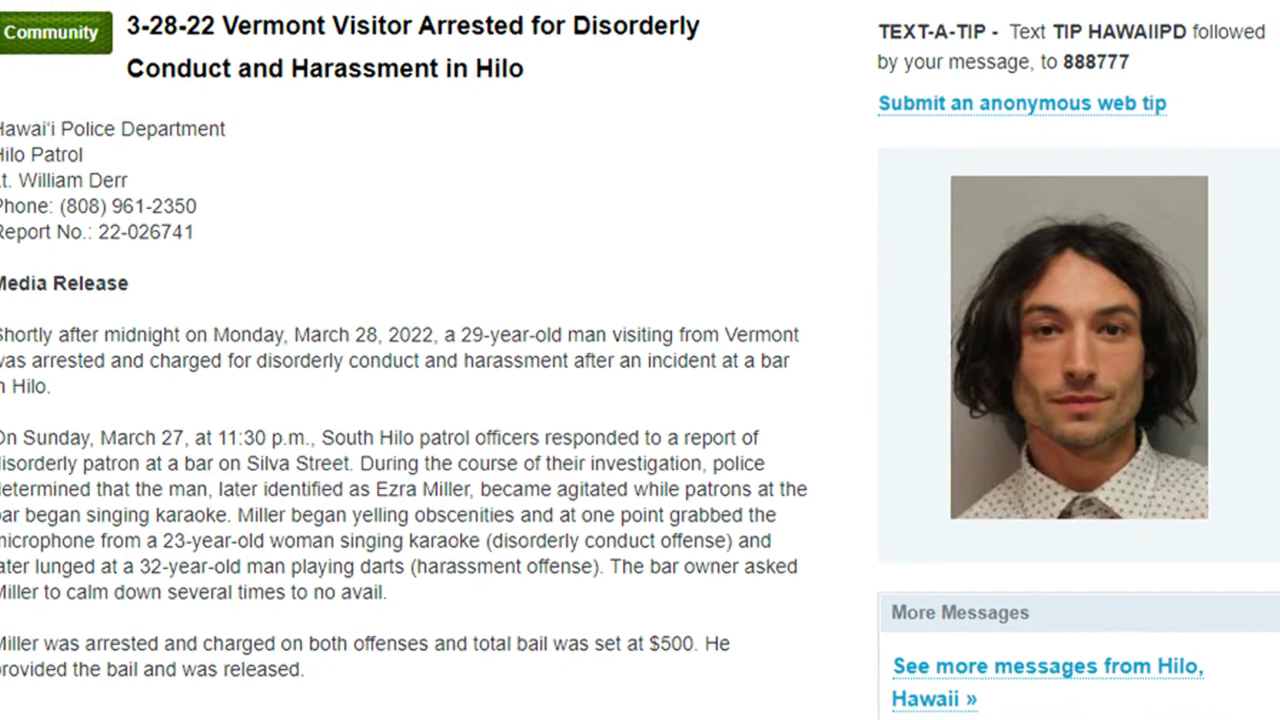 Community
3-28-22 Vermont Visitor Arrested for Disorderly
Conduct and Harassment in Hilo
Hawai'i Police Department
Hilo Patrol
Lt. William Derr
Phone: (808) 961-2350
Report No.: 22-026741
Media Release
Shortly after midnight on Monday, March 28, 2022, a 29-year-old man visiting from Vermont
was arrested and charged for disorderly conduct and harassment after an incident at a bar
in Hilo.
On Sunday, March 27, at 11:30 p.m., South Hilo patrol officers responded to a report of
disorderly patron at a bar on Silva Street. During the course of their investigation, police
determined that the man, later identified as Ezra Miller, became agitated while patrons at the
bar began singing karaoke. Miller began yelling obscenities and at one point grabbed the
microphone from a 23-year-old woman singing karaoke (disorderly conduct offense) and
later lunged at a 32-year-old man playing darts (harassment offense). The bar owner asked
Miller to calm down several times to no avail.
Miller was arrested and charged on both offenses and total bail was set at $500. He
provided the bail and was released.
TEXT-A-TIP - Text TIP HAWAIIPD followed
by your message, to 888777
Submit an anonymous web tip
More Messages
See more messages from Hilo,
Hawaii »